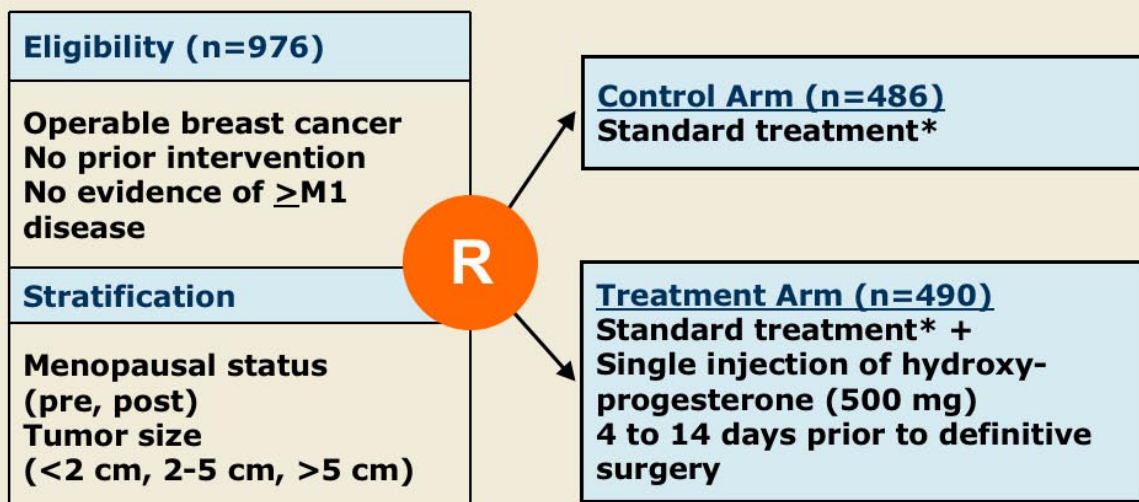 Eligibility (n=976)
Operable breast cancer
No prior intervention
No evidence of >M1
disease
Stratification
Menopausal status
(pre, post)
Tumor size
(<2 cm, 2-5 cm, >5 cm)
R
Control Arm (n=486)
Standard treatment*
Treatment Arm (n=490)
Standard treatment* +
Single injection of hydroxy-
progesterone (500 mg)
4 to 14 days prior to definitive
surgery